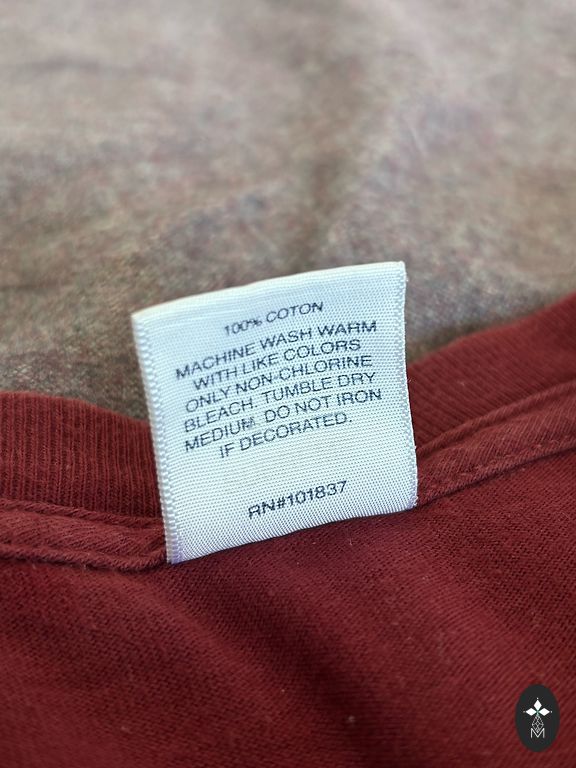 100% COTON
MACHINE WASH WARM
WITH LIKE COLORS
ONLY NON-CHLORINE
BLEACH. TUMBLE DRY
MEDIUM. DO NOT IRON
IF DECORATED.
RN#101837
M